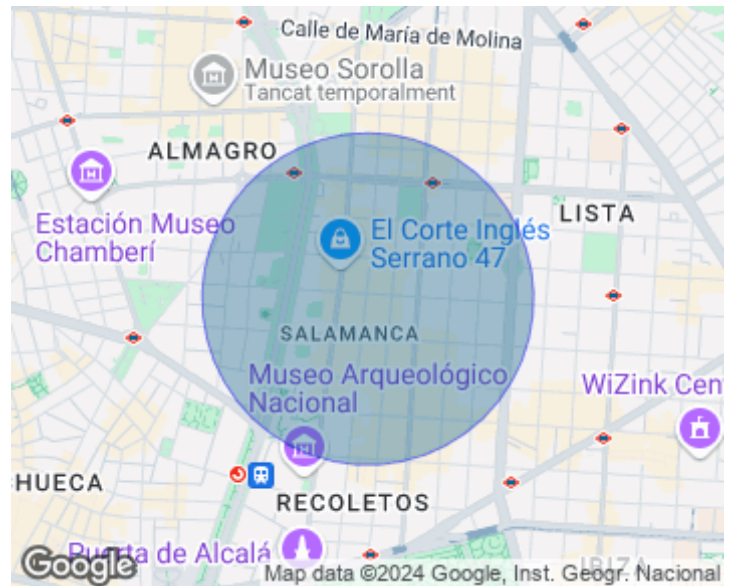 Calle de María de Molina
Museo Sorolla
Tancat temporalment
ALMAGRO
Estación Museo
Chamberí
LISTA
El Corte Inglés
Serrano 47
SALAMANCA
Museo Arqueológico
Nacional
WiZink Cen
HUECA
RECOLETOS
Puerta de Alcalá
IBIZA
Google
Map data ©2024 Google, Inst. Geogr. Nacional